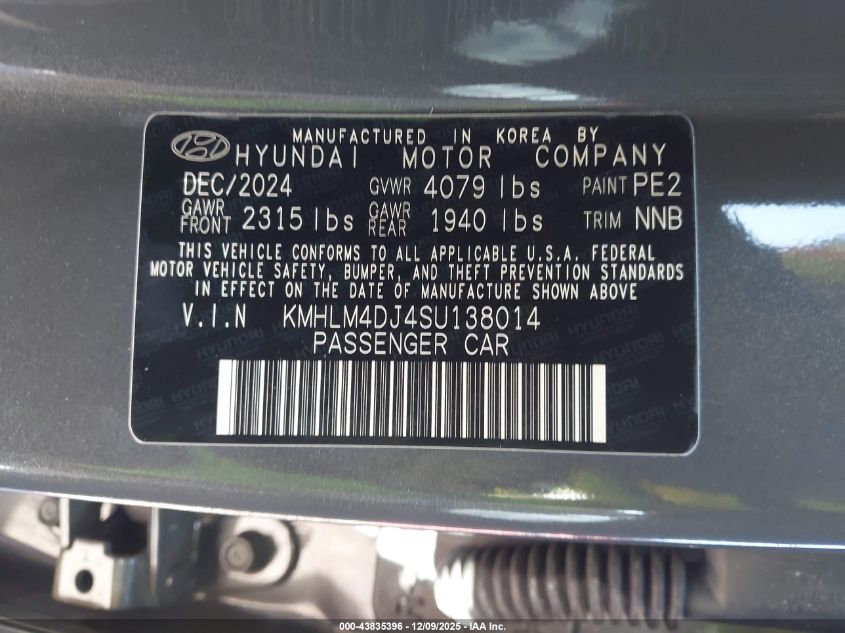 MANUFACTURED IN KOREA BY
HYUNDAI MOTOR COMPANY
DEC/2024 GVWR 4079 lbs PAINT PE2
GAWR FRONT 2315 lbs GAWR REAR 1940 lbs TRIM NNB
THIS VEHICLE CONFORMS TO ALL APPLICABLE U.S.A. FEDERAL
MOTOR VEHICLE SAFETY, BUMPER, AND THEFT PREVENTION STANDARDS
IN EFFECT ON THE DATE OF MANUFACTURE SHOWN ABOVE
V.I.N KMHLM4DJ4SU138014
PASSENGER CAR
000-43835396 - 12/09/2025 - IAA Inc.